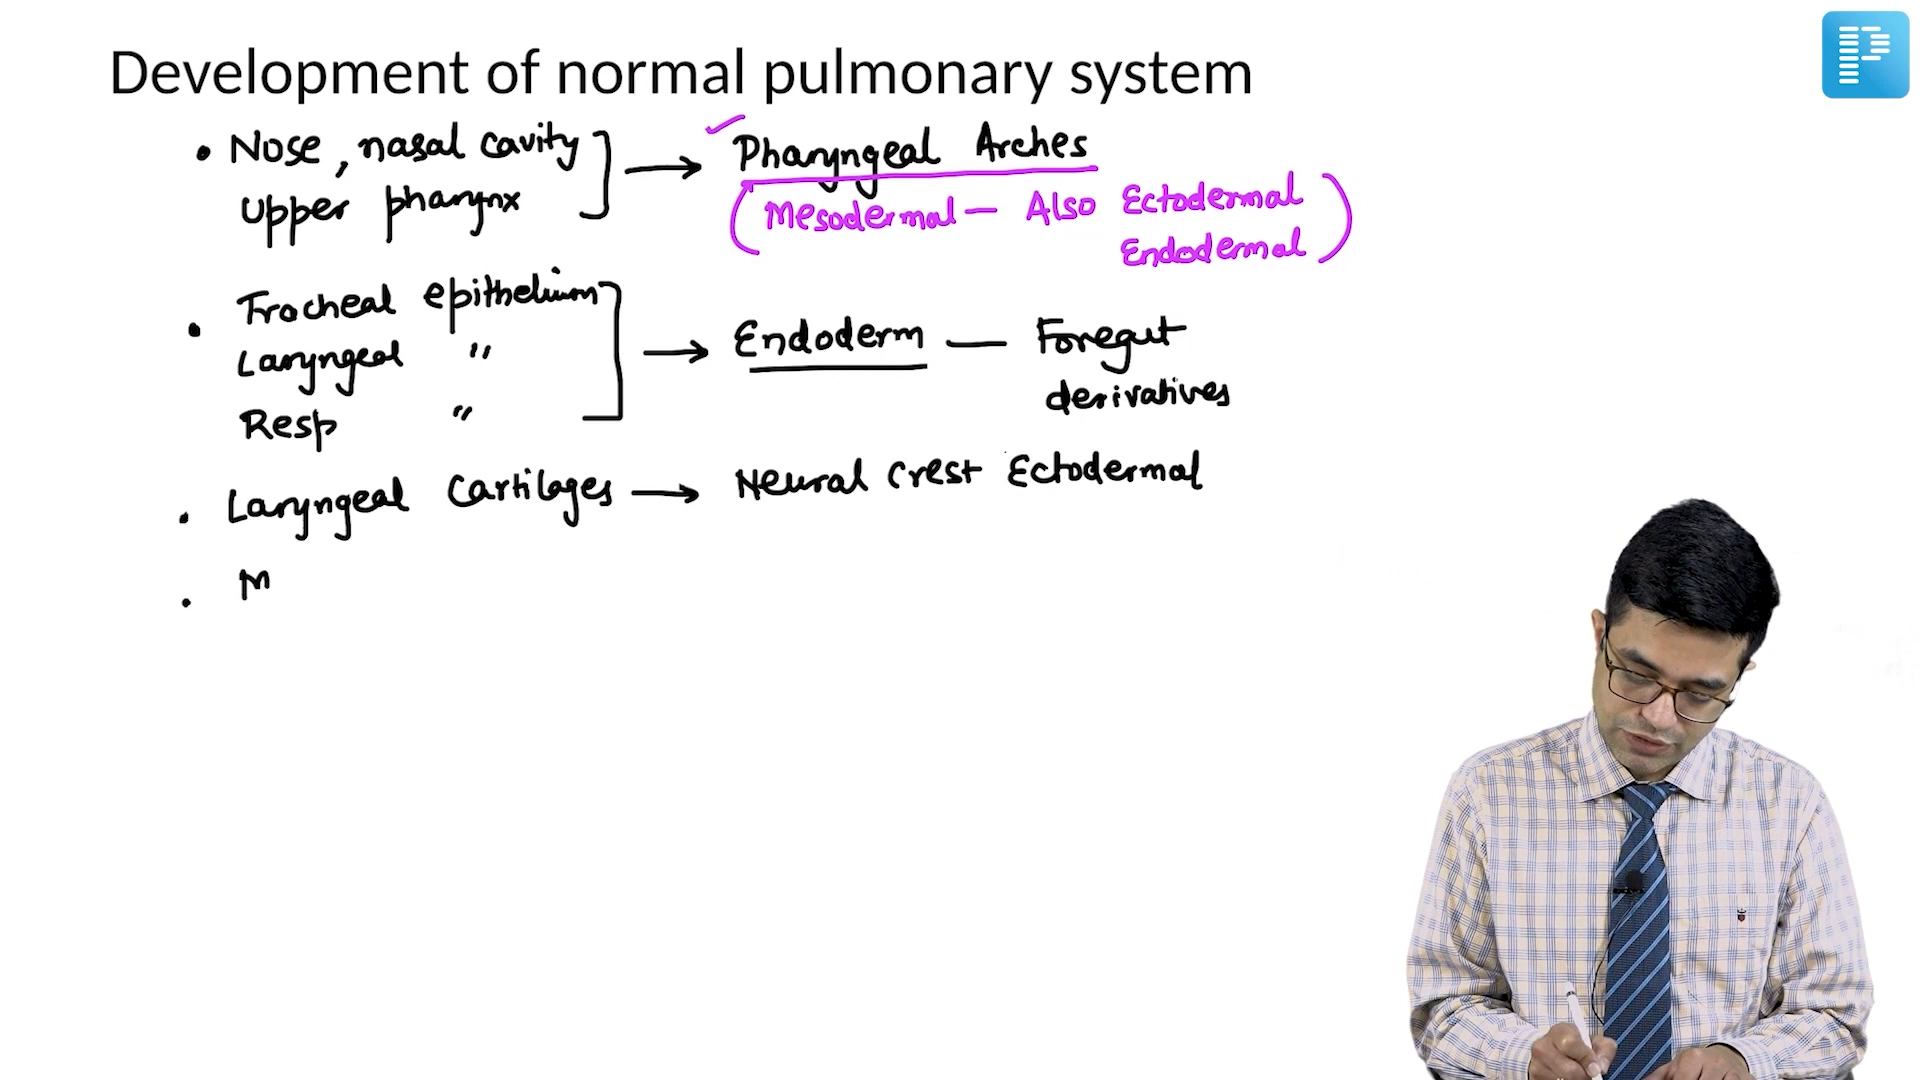 Development of normal pulmonary system
• Nose, nasal cavity
Upper pharynx
→ Pharyngeal Arches
(Mesodermal — Also Ectodermal
Endodermal)
• Tracheal epithelium
Laryngeal "
Resp "
→ Endoderm — Foregut
derivatives
• Laryngeal Cartilages → Neural Crest Ectodermal
• M
P